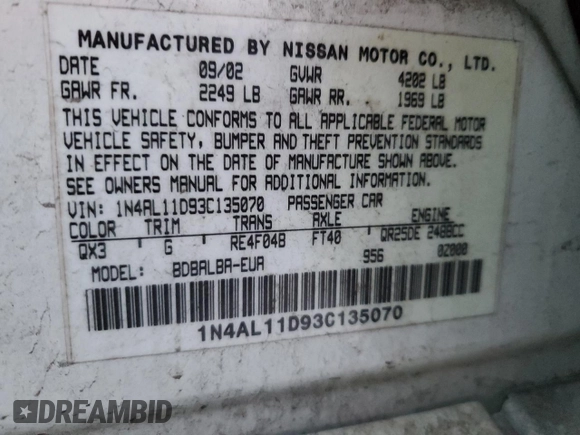 MANUFACTURED BY NISSAN MOTOR CO., LTD.
DATE 09/02 GVWR 4202 LB
GAWR FR. 2249 LB GAWR RR. 1969 LB
THIS VEHICLE CONFORMS TO ALL APPLICABLE FEDERAL MOTOR
VEHICLE SAFETY, BUMPER AND THEFT PREVENTION STANDARDS
IN EFFECT ON THE DATE OF MANUFACTURE SHOWN ABOVE.
SEE OWNERS MANUAL FOR ADDITIONAL INFORMATION.
VIN: 1N4AL11D93C135070 PASSENGER CAR
COLOR TRIM TRANS AXLE ENGINE
QX3 G RE4F04B FT40 QR25DE 2488CC
MODEL: BDBALBA-EUA 956 0Z000
1N4AL11D93C135070
DREAMBID